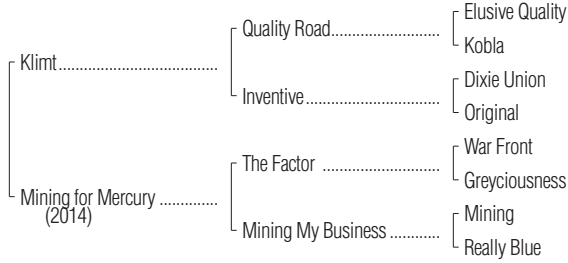 Elusive Quality
Quality Road..................................
Kobla
Klimt.....................................
Dixie Union
Inventive...............................
Original
War Front
The Factor ...........................
Greyciousness
Mining for Mercury ..............
(2014)
Mining
Mining My Business ............
Really Blue